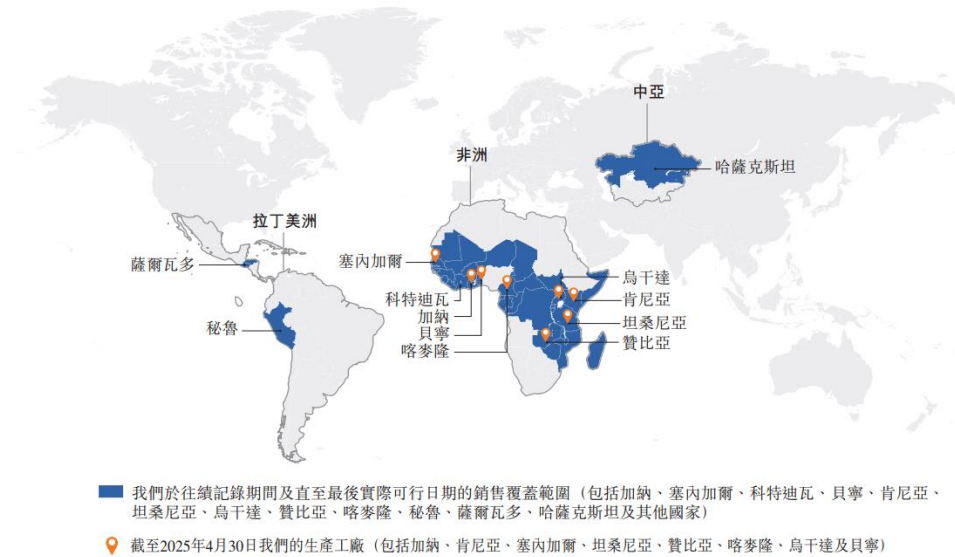 中亞
哈薩克斯坦
非洲
拉丁美洲
薩爾瓦多
秘魯
塞內加爾
科特迪瓦
加納
貝寧
喀麥隆
烏干達
肯尼亞
坦桑尼亞
贊比亞
我們於往績記錄期間及直至最後實際可行日期的銷售覆蓋範圍（包括加納、塞內加爾、科特迪瓦、貝寧、肯尼亞、
坦桑尼亞、烏干達、贊比亞、喀麥隆、秘魯、薩爾瓦多、哈薩克斯坦及其他國家）
截至2025年4月30日我們的生產工廠（包括加納、肯尼亞、塞內加爾、坦桑尼亞、贊比亞、喀麥隆、烏干達及貝寧）